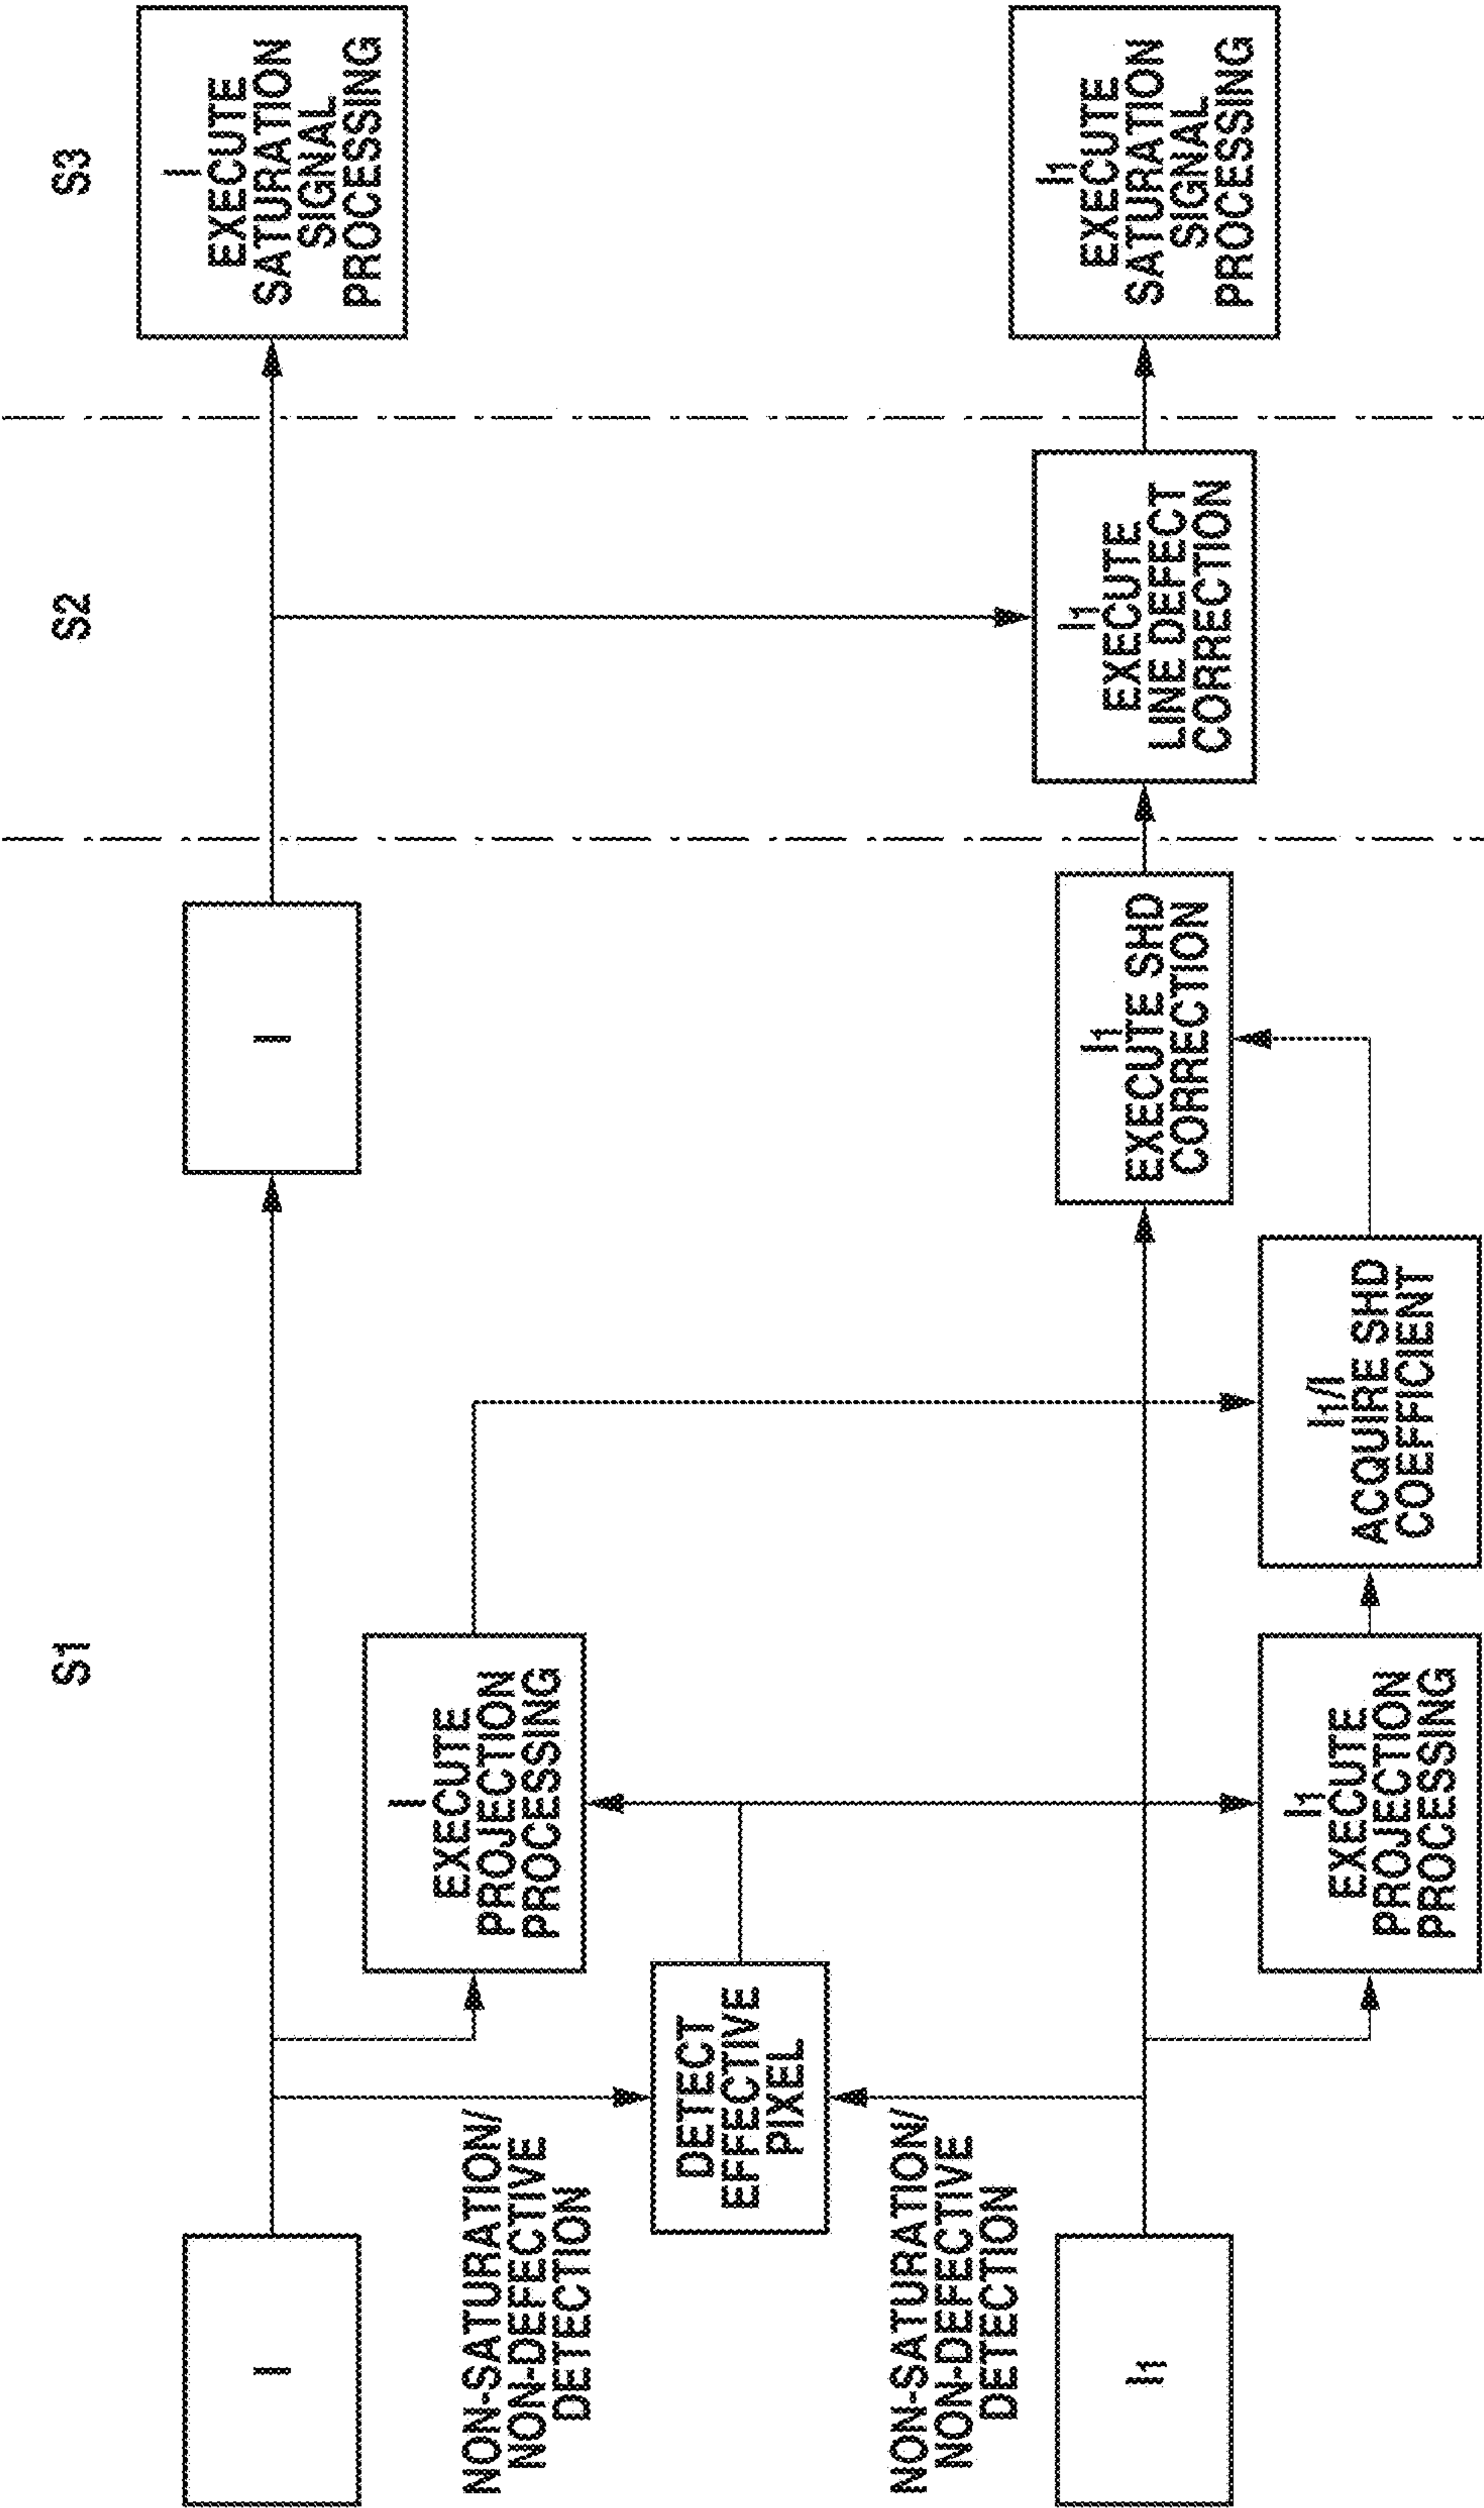 S1
S2
S3
I
NON-SATURATION/
NON-DEFECTIVE
DETECTION
DETECT
EFFECTIVE
PIXEL
NON-SATURATION/
NON-DEFECTIVE
DETECTION
I₁
I
EXECUTE
PROJECTION
PROCESSING
I₁
EXECUTE
PROJECTION
PROCESSING
I₁/I
ACQUIRE SHD
COEFFICIENT
I
I₁
EXECUTE SHD
CORRECTION
I₁
EXECUTE
LINE DEFECT
CORRECTION
I
EXECUTE
SATURATION
SIGNAL
PROCESSING
I₁
EXECUTE
SATURATION
SIGNAL
PROCESSING